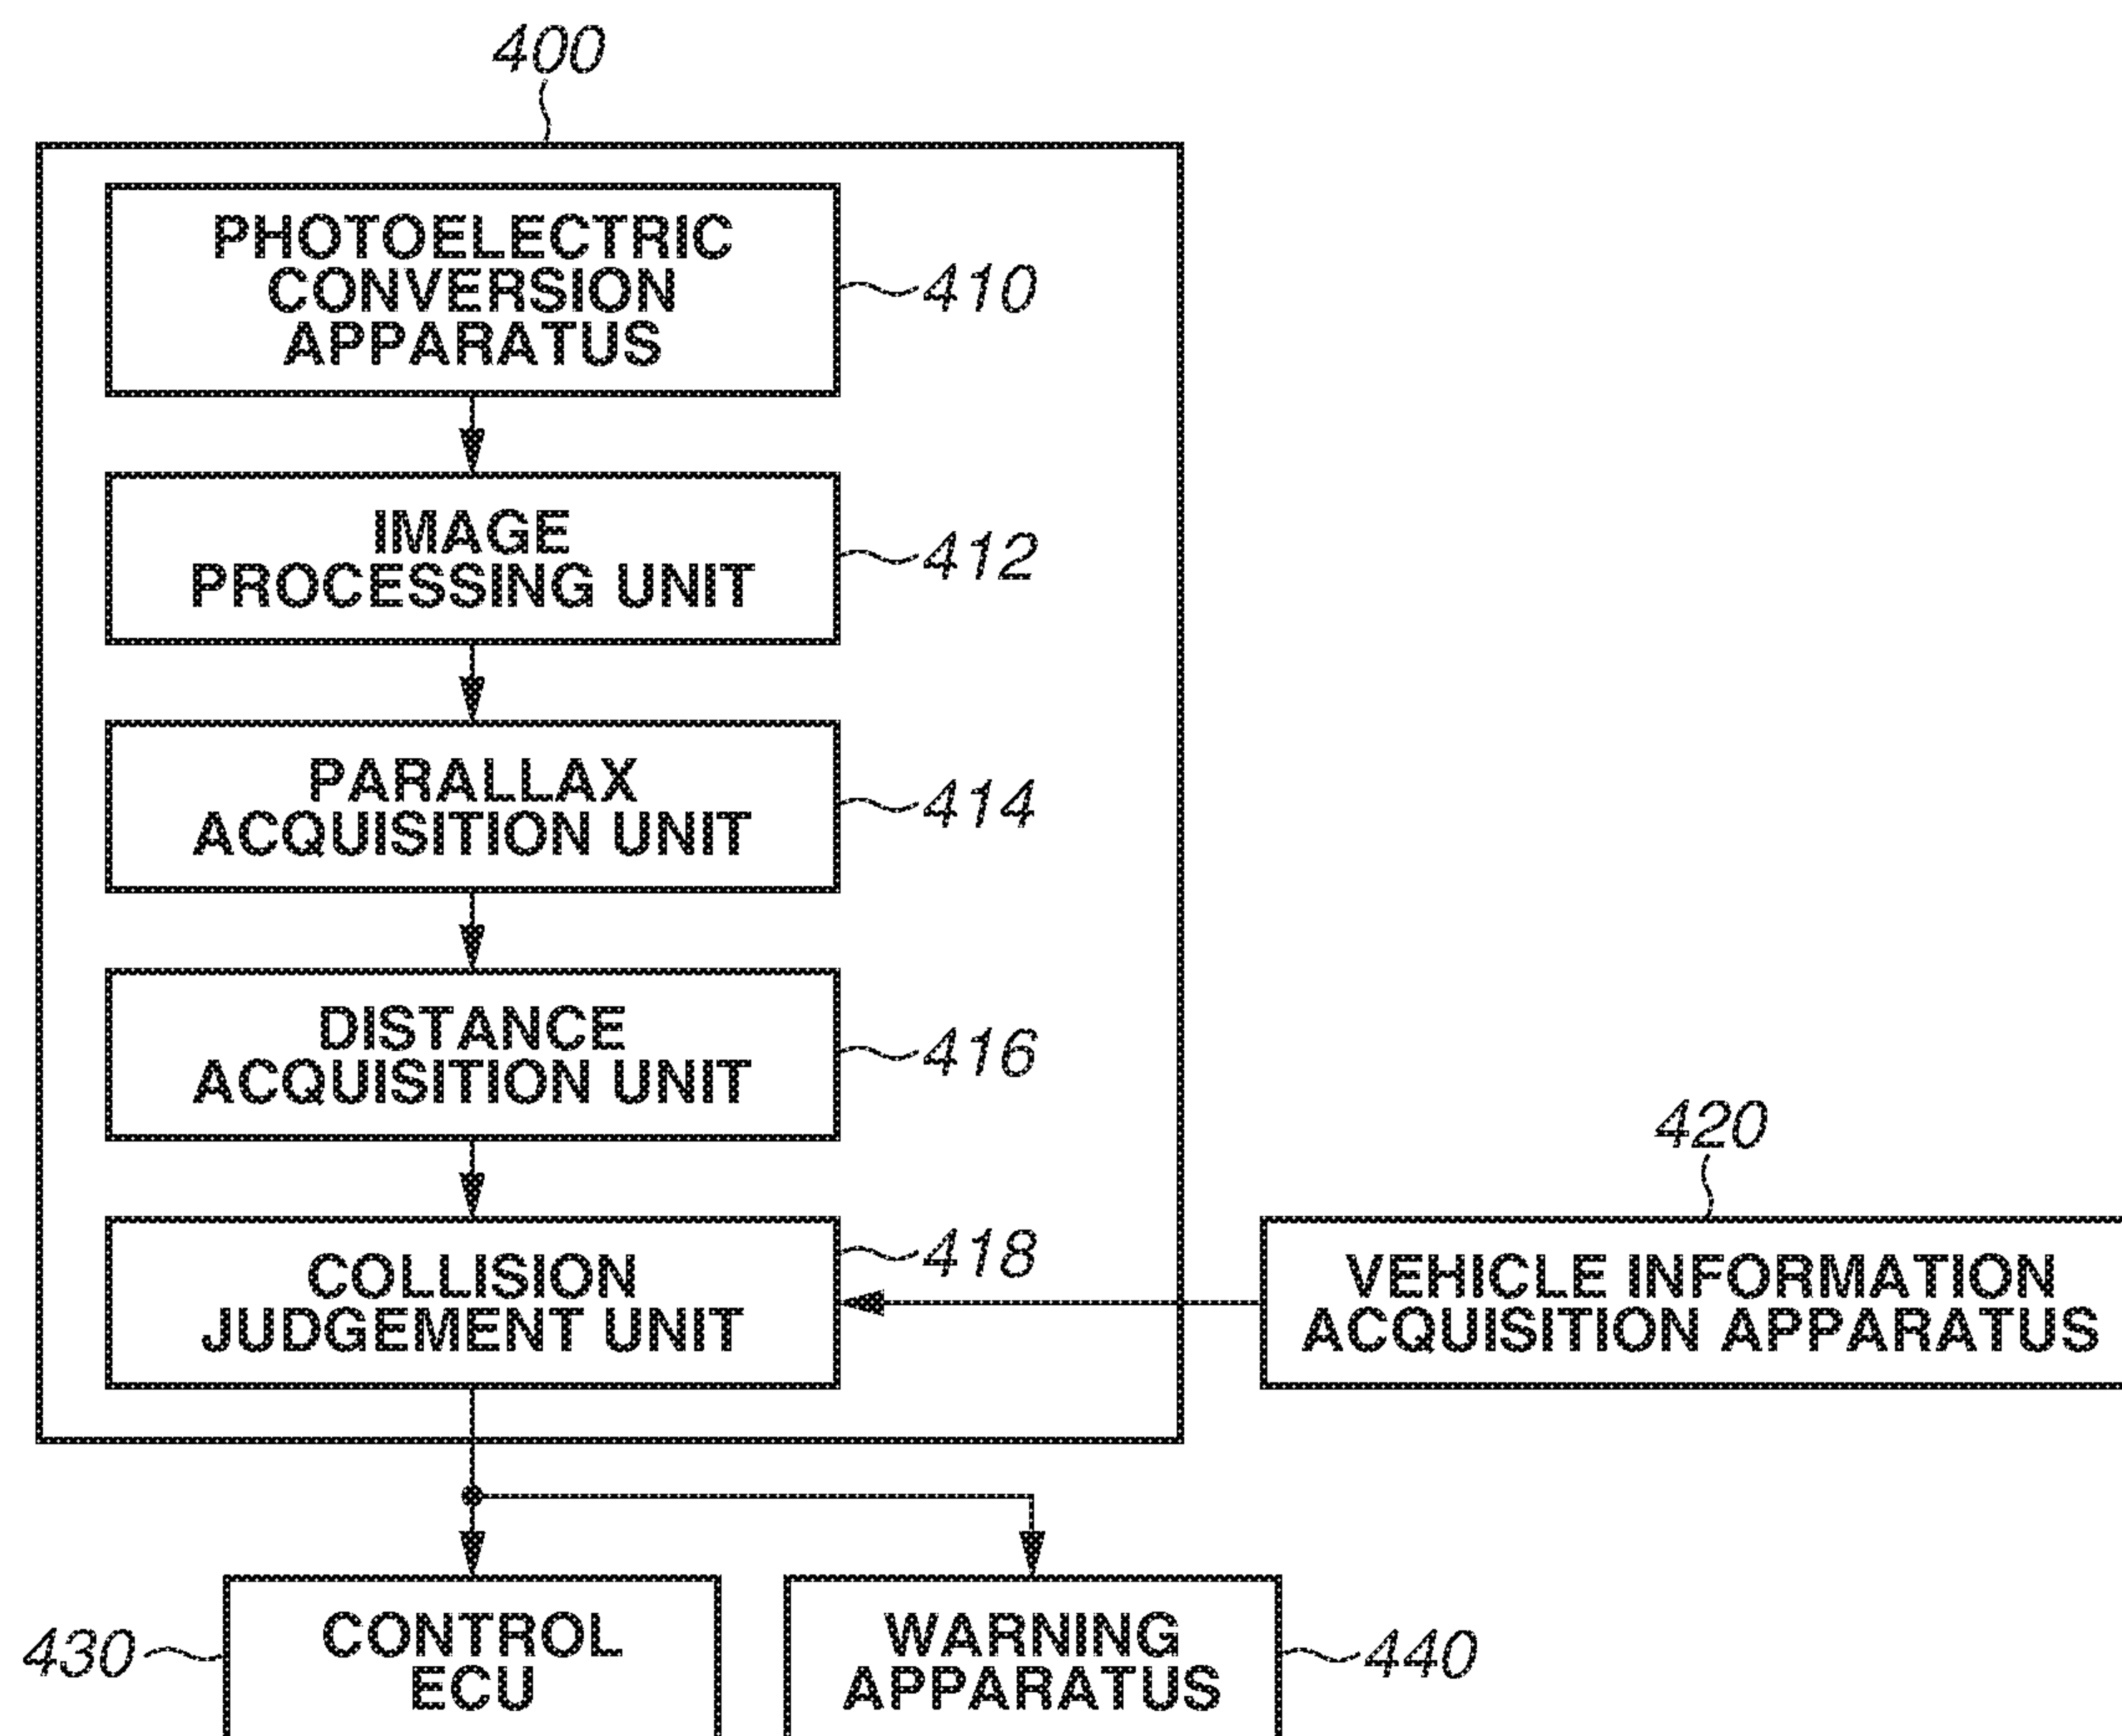 400
PHOTOELECTRIC
CONVERSION
APPARATUS
410
IMAGE
PROCESSING UNIT
412
PARALLAX
ACQUISITION UNIT
414
DISTANCE
ACQUISITION UNIT
416
COLLISION
JUDGEMENT UNIT
418
420
VEHICLE INFORMATION
ACQUISITION APPARATUS
430
CONTROL
ECU
WARNING
APPARATUS
440